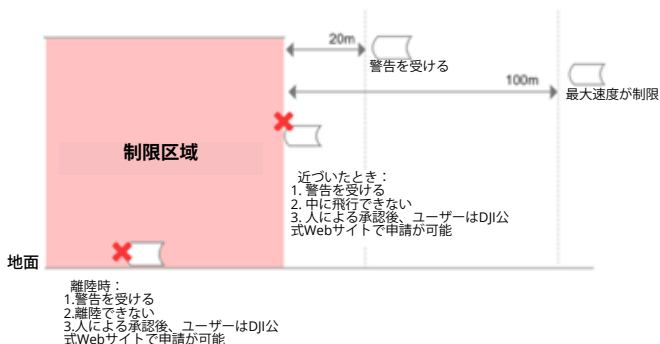 20m
警告を受ける
100m
最大速度が制限
制限区域
近づいたとき：
1. 警告を受ける
2. 中に飛行できない
3. 人による承認後、ユーザーはDJI公
式Webサイトで申請が可能
地面
離陸時：
1.警告を受ける
2.離陸できない
3.人による承認後、ユーザーはDJI公
式Webサイトで申請が可能